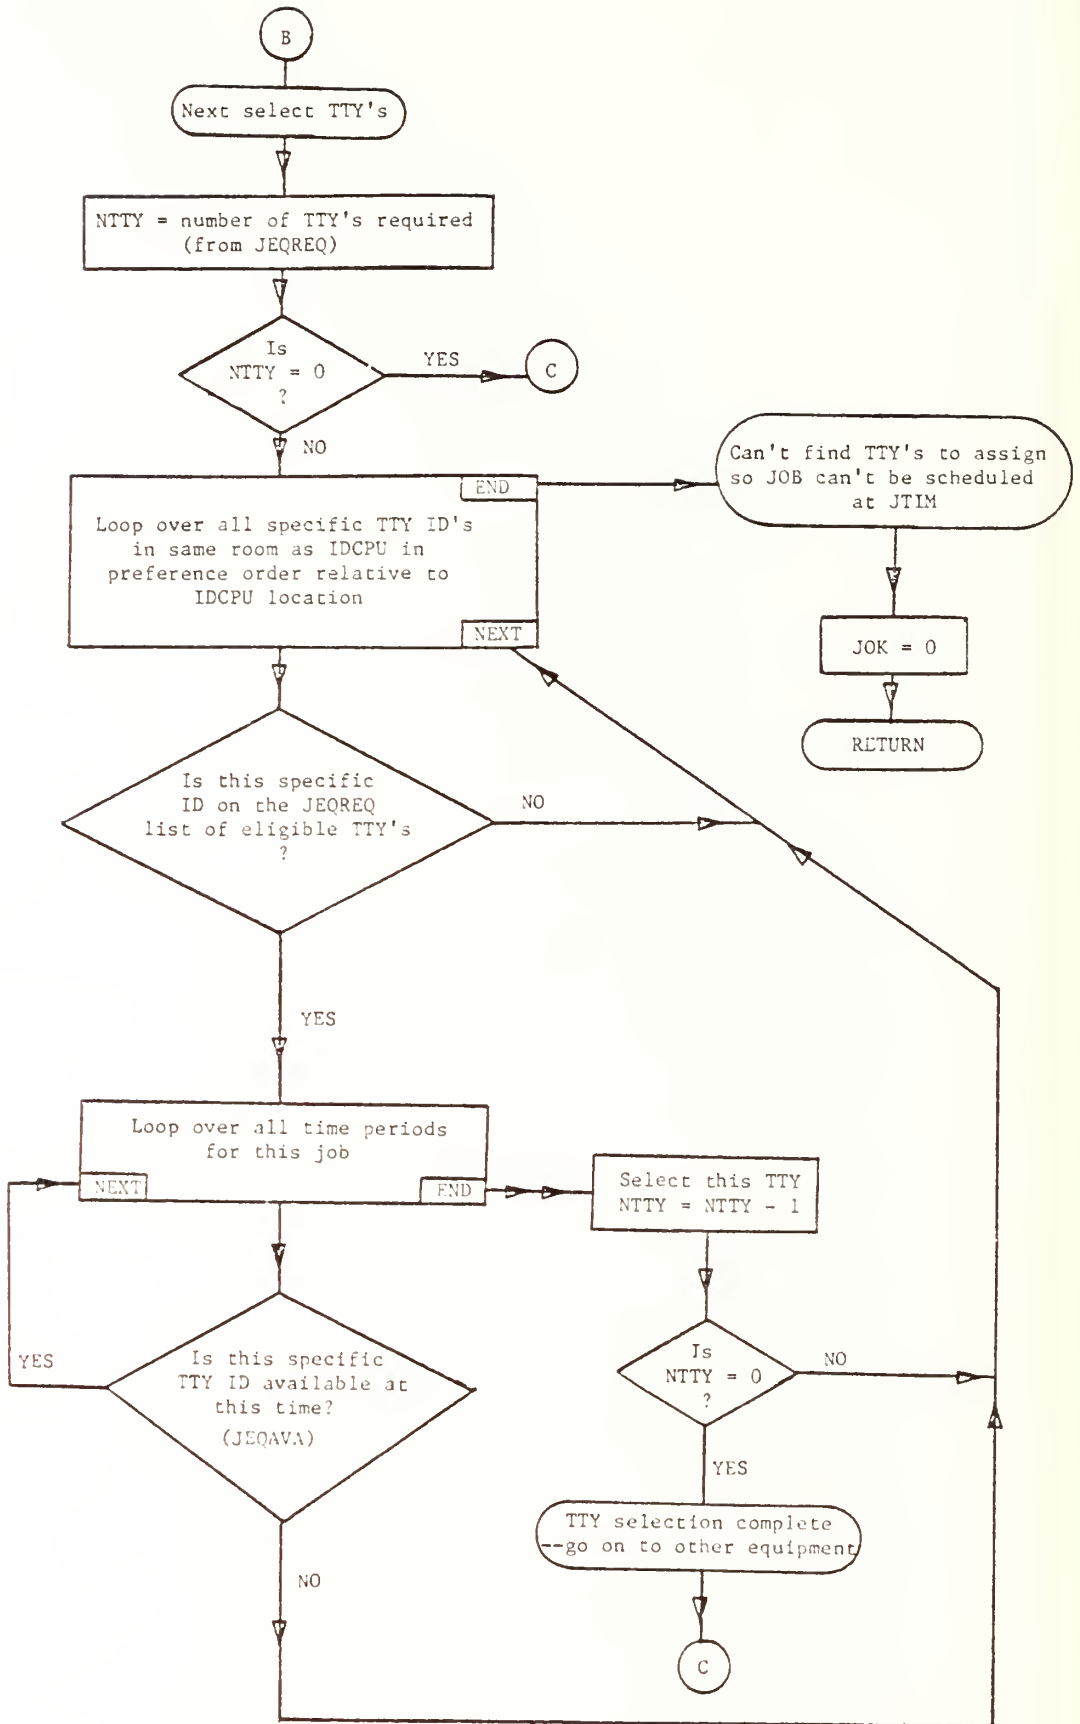 B
Next select TTY's
NTTY = number of TTY's required
(from JEQREQ)
Is
NTTY = 0
?
YES
C
NO
END
Can't find TTY's to assign
so JOB can't be scheduled
at JTIM
Loop over all specific TTY ID's
in same room as IDCPU in
preference order relative to
IDCPU location
NEXT
JOK = 0
RETURN
Is this specific
ID on the JEQREQ
list of eligible TTY's
?
NO
YES
Loop over all time periods
for this job
NEXT
END
Select this TTY
NTTY = NTTY - 1
YES
Is this specific
TTY ID available at
this time?
(JEQAVA)
Is
NTTY = 0
?
NO
YES
TTY selection complete
--go on to other equipment
NO
C